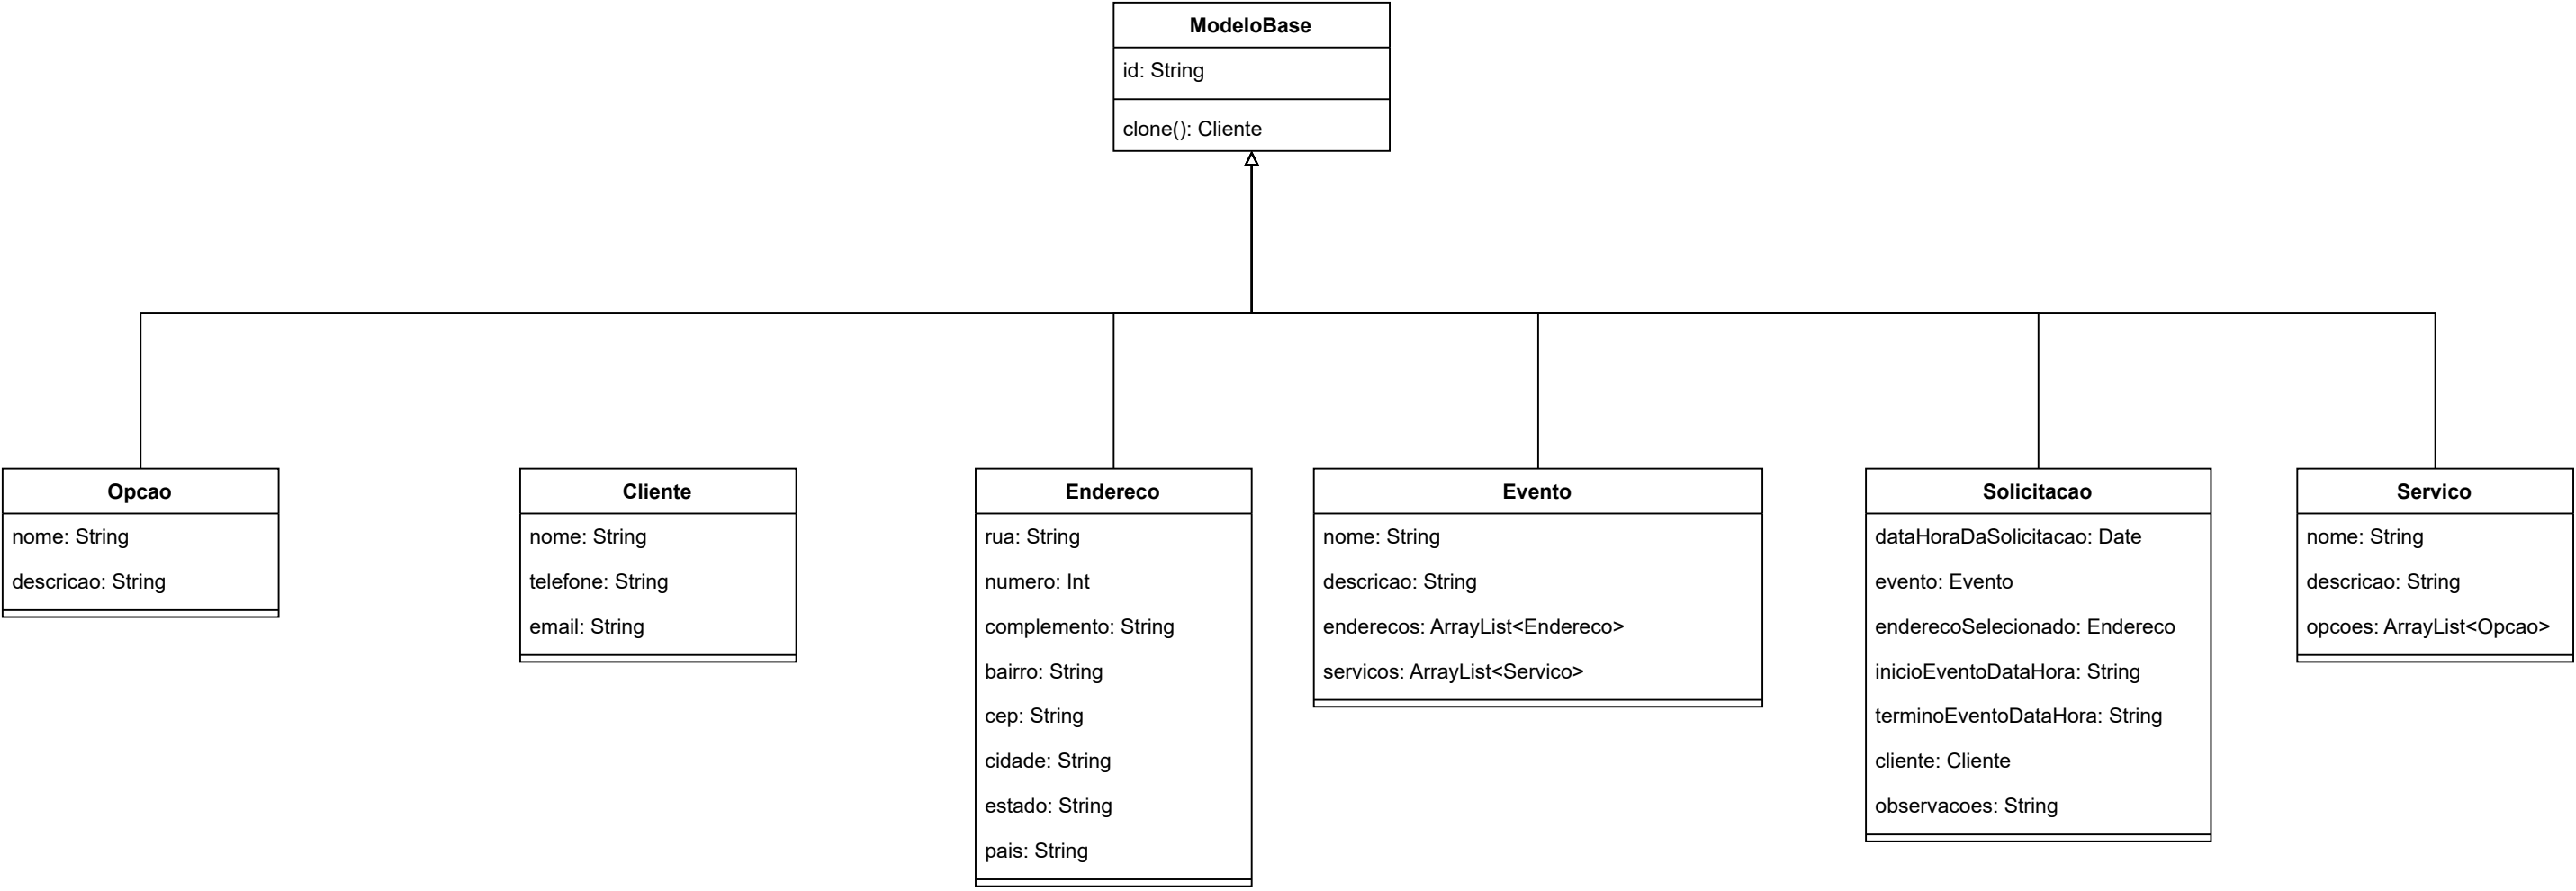 ModeloBase
id: String
clone(): Cliente
Opcao
nome: String
descricao: String
Cliente
nome: String
telefone: String
email: String
Endereco
rua: String
numero: Int
complemento: String
bairro: String
cep: String
cidade: String
estado: String
pais: String
Evento
nome: String
descricao: String
enderecos: ArrayList<Endereco>
servicos: ArrayList<Servico>
Solicitacao
dataHoraDaSolicitacao: Date
evento: Evento
enderecoSelecionado: Endereco
inicioEventoDataHora: String
terminoEventoDataHora: String
cliente: Cliente
observacoes: String
Servico
nome: String
descricao: String
opcoes: ArrayList<Opcao>